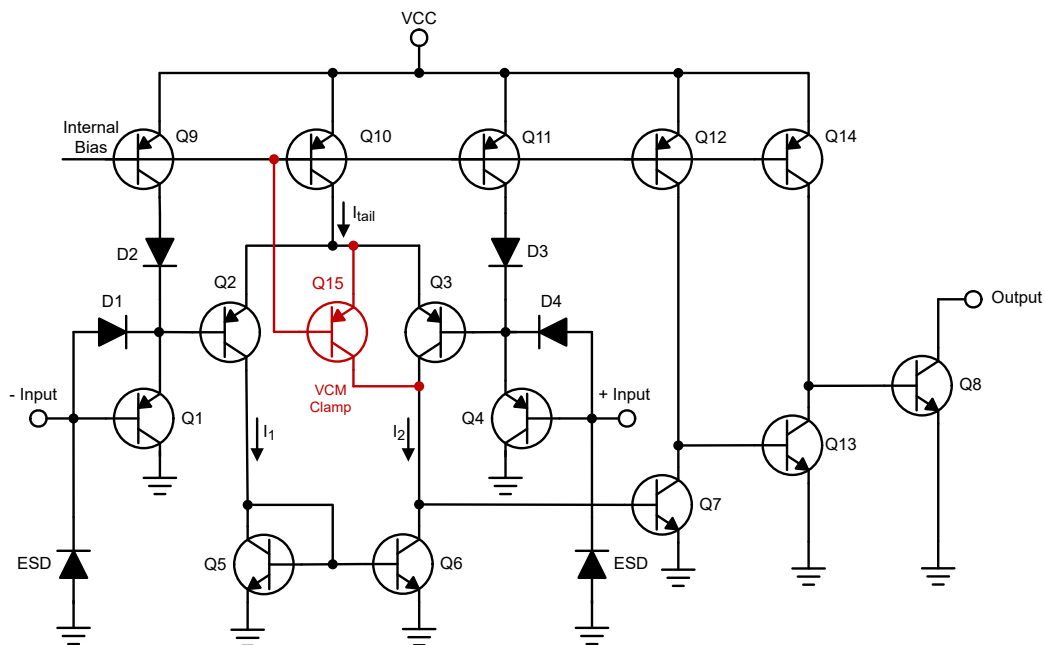 VCC
Internal
Bias
Q9
Q10
Q11
Q12
Q14
Itail
D2
D3
Q2
Q15
Q3
D1
D4
Output
- Input
Q1
VCM
Clamp
Q4
+ Input
Q8
I1
I2
Q13
Q7
ESD
Q5
Q6
ESD